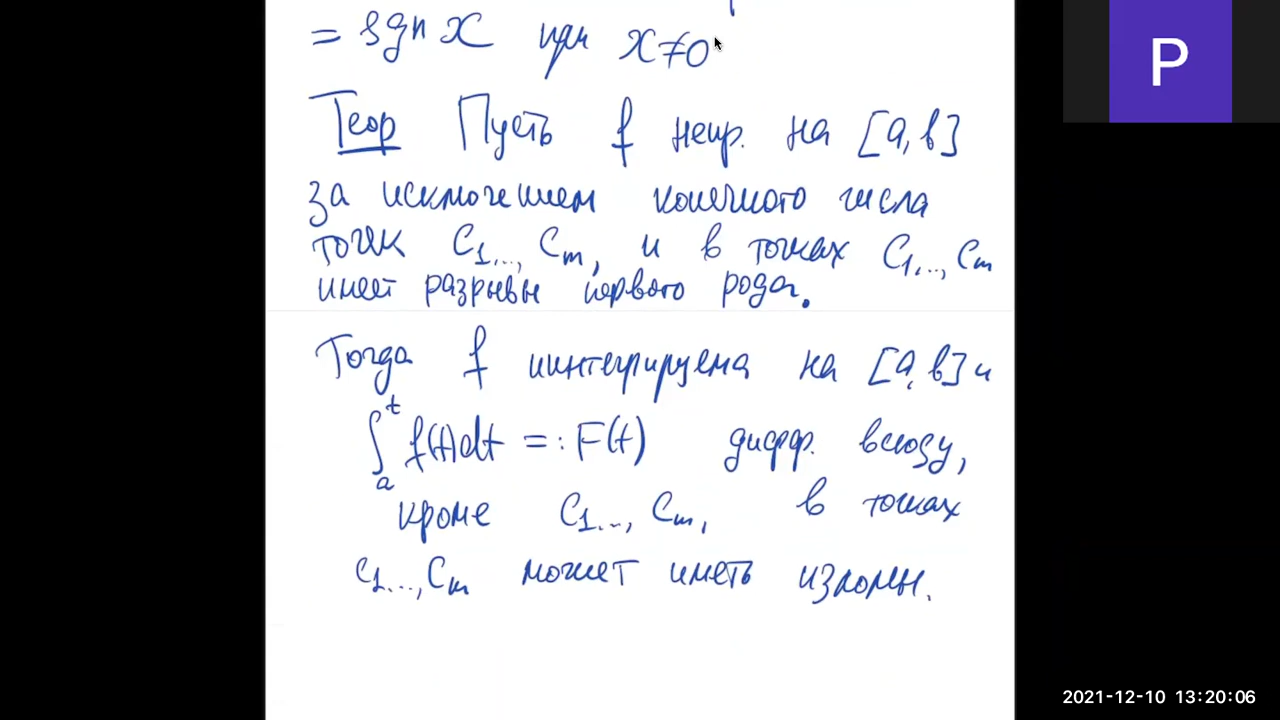 = sgn x при x≠0
Теор Пусть f непр. на [a, b]
за исключением конечного числа
точек C1..., Cm, и в точках C1..., Cm
имеет разрывы первого рода.
Тогда f иинтегрируема на [a, b] и
∫_a^t f(t)dt =: F(t) дифф. всюду,
кроме C1..., Cm, в точках
C1..., Cm может иметь изломы.
P
2021-12-10 13:20:06